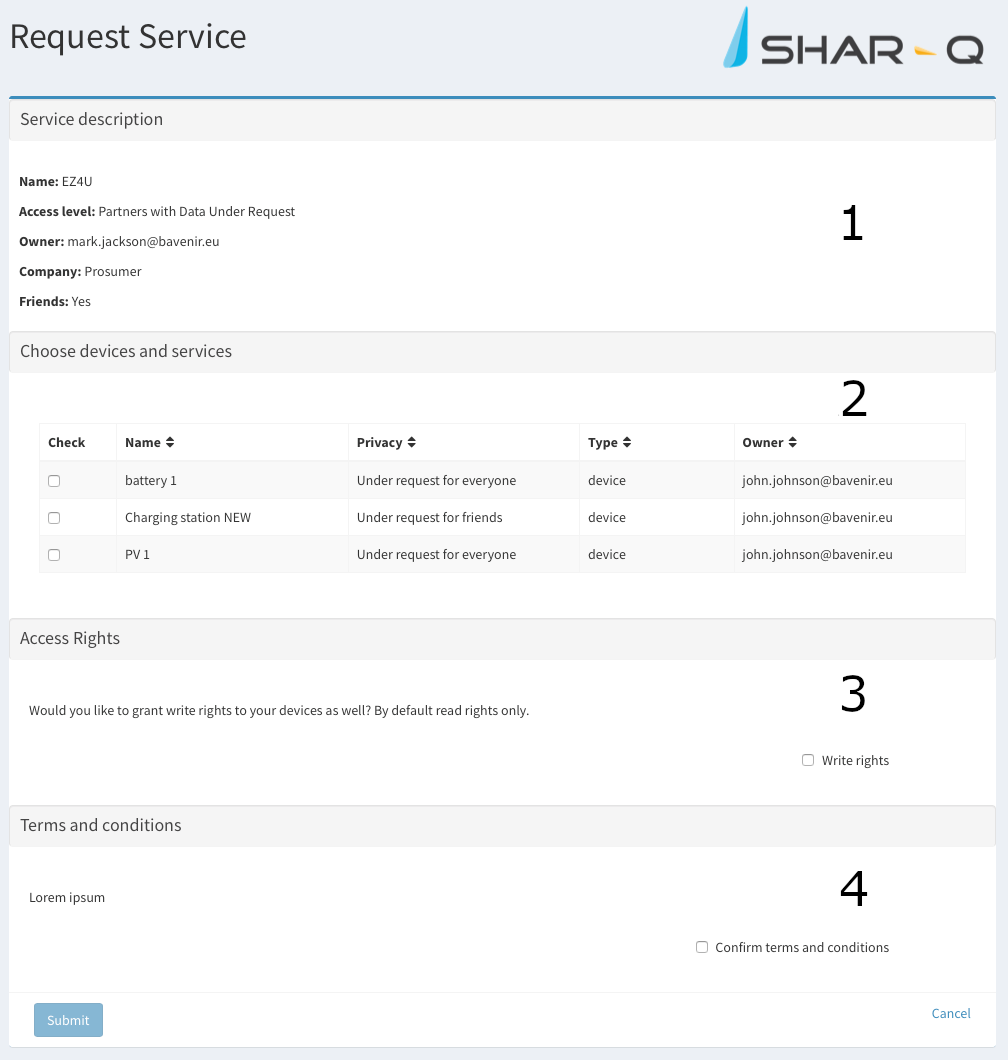 Request Service
SHAR-Q
Service description
Name: EZ4U
Access level: Partners with Data Under Request
1
Owner: mark.jackson@bavenir.eu
Company: Prosumer
Friends: Yes
Choose devices and services
2
Check Name Privacy Type Owner
battery 1 Under request for everyone device john.johnson@bavenir.eu
Charging station NEW Under request for friends device john.johnson@bavenir.eu
PV 1 Under request for everyone device john.johnson@bavenir.eu
Access Rights
3
Would you like to grant write rights to your devices as well? By default read rights only.
Write rights
Terms and conditions
4
Lorem ipsum
Confirm terms and conditions
Submit Cancel